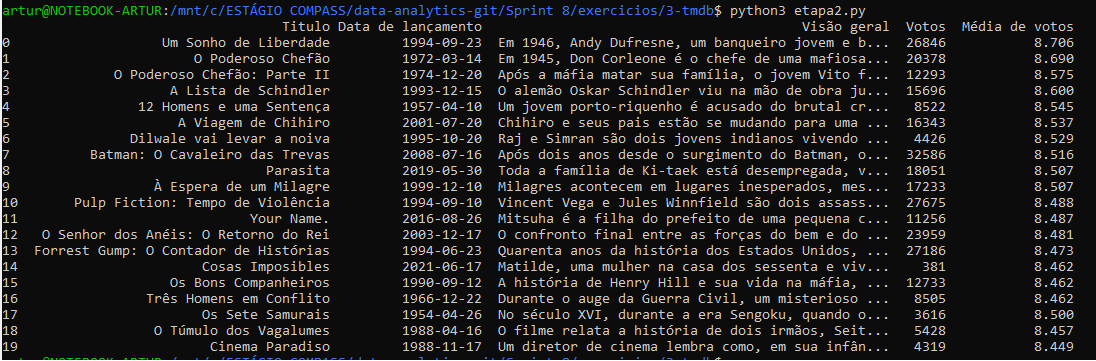 artur@NOTEBOOK-ARTUR:/mnt/c/ESTÁGIO COMPASS/data-analytics-git/Sprint 8/exercicios/3-tmdb$ python3 etapa2.py
Titulo Data de lançamento Visão geral Votos Média de votos
0 Um Sonho de Liberdade 1994-09-23 Em 1946, Andy Dufresne, um banqueiro jovem e b... 26846 8.706
1 O Poderoso Chefão 1972-03-14 Em 1945, Don Corleone é o chefe de uma mafiosa... 20378 8.690
2 O Poderoso Chefão: Parte II 1974-12-20 Após a máfia matar sua família, o jovem Vito f... 12293 8.575
3 A Lista de Schindler 1993-12-15 O alemão Oskar Schindler viu na mão de obra ju... 15696 8.600
4 12 Homens e uma Sentença 1957-04-10 Um jovem porto-riquenho é acusado do brutal cr... 8522 8.545
5 A Viagem de Chihiro 2001-07-20 Chihiro e seus pais estão se mudando para uma ... 16343 8.537
6 Dilwale vai levar a noiva 1995-10-20 Raj e Simran são dois jovens indianos vivendo ... 4426 8.529
7 Batman: O Cavaleiro das Trevas 2008-07-16 Após dois anos desde o surgimento do Batman, o... 32586 8.516
8 Parasita 2019-05-30 Toda a família de Ki-taek está desempregada, v... 18051 8.507
9 À Espera de um Milagre 1999-12-10 Milagres acontecem em lugares inesperados, mes... 17233 8.507
10 Pulp Fiction: Tempo de Violência 1994-09-10 Vincent Vega e Jules Winnfield são dois assass... 27675 8.488
11 Your Name. 2016-08-26 Mitsuha é a filha do prefeito de uma pequena c... 11256 8.487
12 O Senhor dos Anéis: O Retorno do Rei 2003-12-17 O confronto final entre as forças do bem e do ... 23959 8.481
13 Forrest Gump: O Contador de Histórias 1994-06-23 Quarenta anos da história dos Estados Unidos, ... 27186 8.473
14 Cosas Imposibles 2021-06-17 Matilde, uma mulher na casa dos sessenta e viv... 381 8.462
15 Os Bons Companheiros 1990-09-12 A história de Henry Hill e sua vida na máfia, ... 12733 8.462
16 Três Homens em Conflito 1966-12-22 Durante o auge da Guerra Civil, um misterioso ... 8505 8.462
17 Os Sete Samurais 1954-04-26 No século XVI, durante a era Sengoku, quando o... 3616 8.500
18 O Túmulo dos Vagalumes 1988-04-16 O filme relata a história de dois irmãos, Seit... 5428 8.457
19 Cinema Paradiso 1988-11-17 Um diretor de cinema lembra como, em sua infân... 4319 8.449
artur@NOTEBOOK-ARTUR:/mnt/c/ESTÁGIO COMPASS/data-analytics-git/Sprint 8/exercicios/3-tmdb$